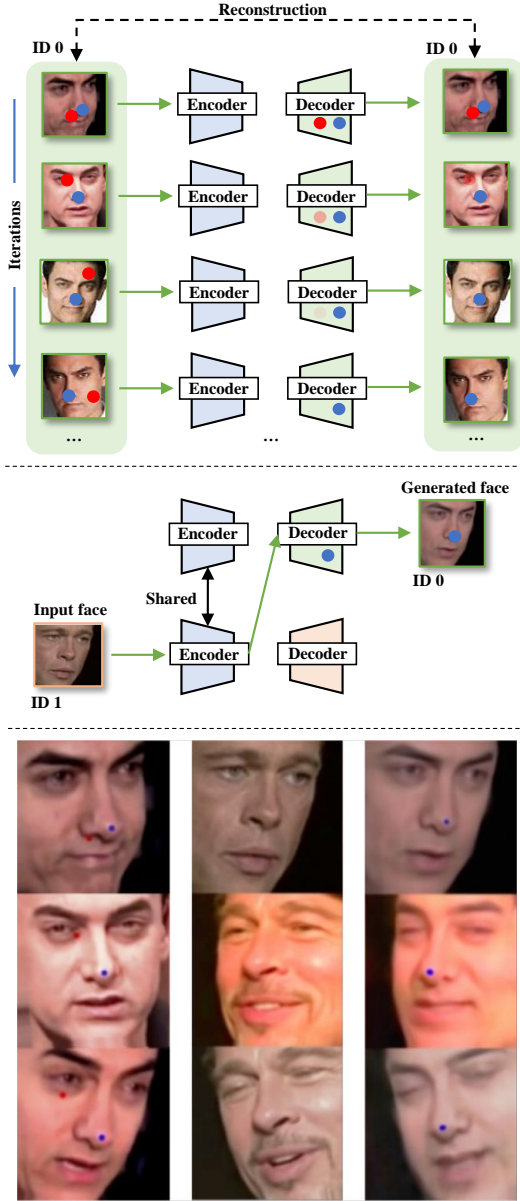 Reconstruction
ID 0
ID 0
Iterations
Encoder
Decoder
Encoder
Decoder
Encoder
Decoder
Encoder
Decoder
...
...
...
Generated face
Encoder
Decoder
ID 0
Shared
Input face
Encoder
Decoder
ID 1